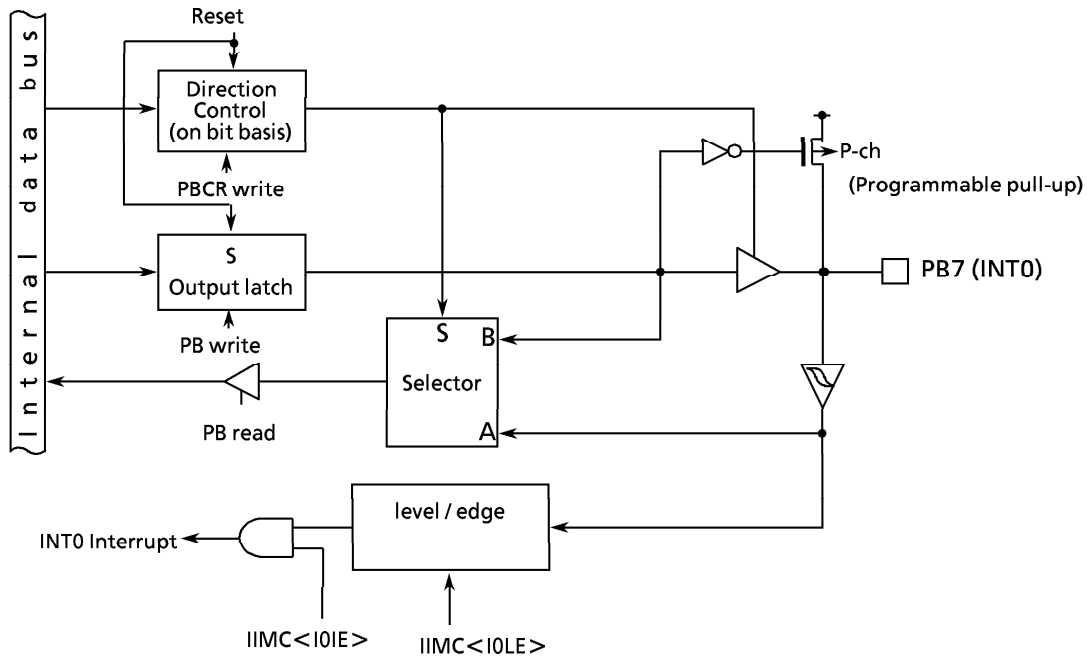 Reset
Internal data bus
Direction
Control
(on bit basis)
P-ch
(Programmable pull-up)
PBCR write
S
Output latch
PB7 (INT0)
PB write
S
B
Selector
A
PB read
level / edge
INT0 Interrupt
IIMC<I0IE>
IIMC<I0LE>